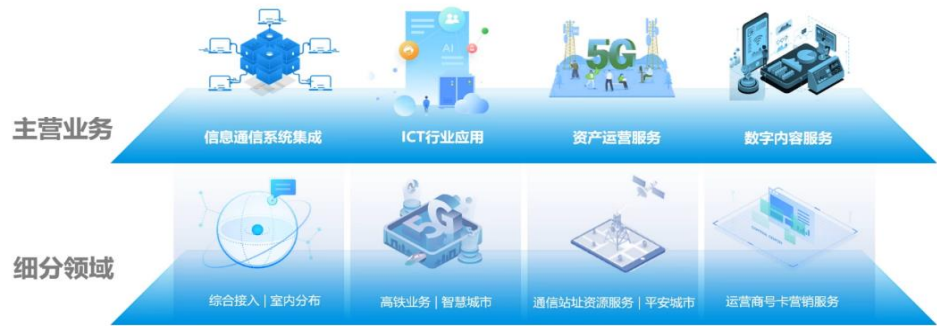 5G
AI
主营业务
信息通信系统集成
ICT行业应用
资产运营服务
数字内容服务
5G
细分领域
综合接入 | 室内分布
高铁业务 | 智慧城市
通信站址资源服务 | 平安城市
运营商号卡营销服务